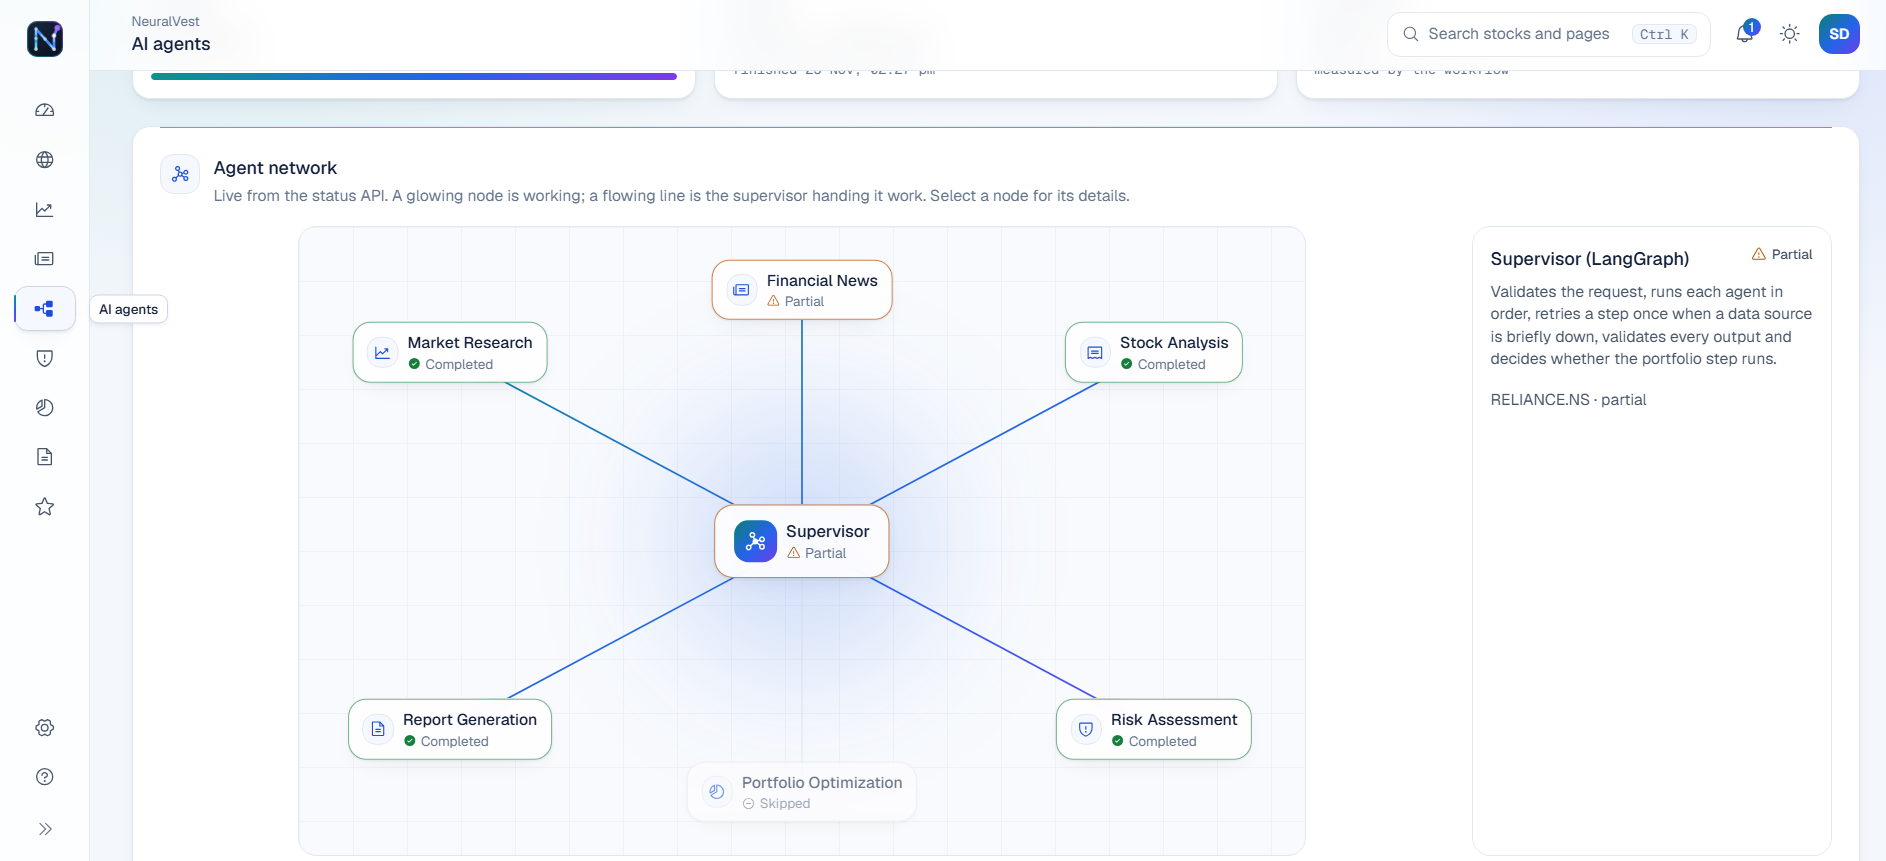 NeuralVest
AI agents
Search stocks and pages
Ctrl K
1
SD
Agent network
Live from the status API. A glowing node is working; a flowing line is the supervisor handing it work. Select a node for its details.
AI agents
Financial News
Partial
Market Research
Completed
Stock Analysis
Completed
Supervisor
Partial
Report Generation
Completed
Risk Assessment
Completed
Portfolio Optimization
Skipped
Supervisor (LangGraph)
Partial
Validates the request, runs each agent in
order, retries a step once when a data source
is briefly down, validates every output and
decides whether the portfolio step runs.
RELIANCE.NS · partial